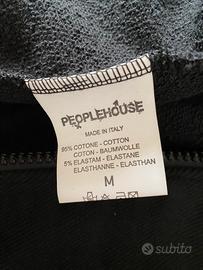 PEOPLEHOUSE
MADE IN ITALY
95% COTONE - COTTON
COTON - BAUMWOLLE
5% ELASTAM - ELASTANE
ELASTHANNE - ELASTHAN
M
subito